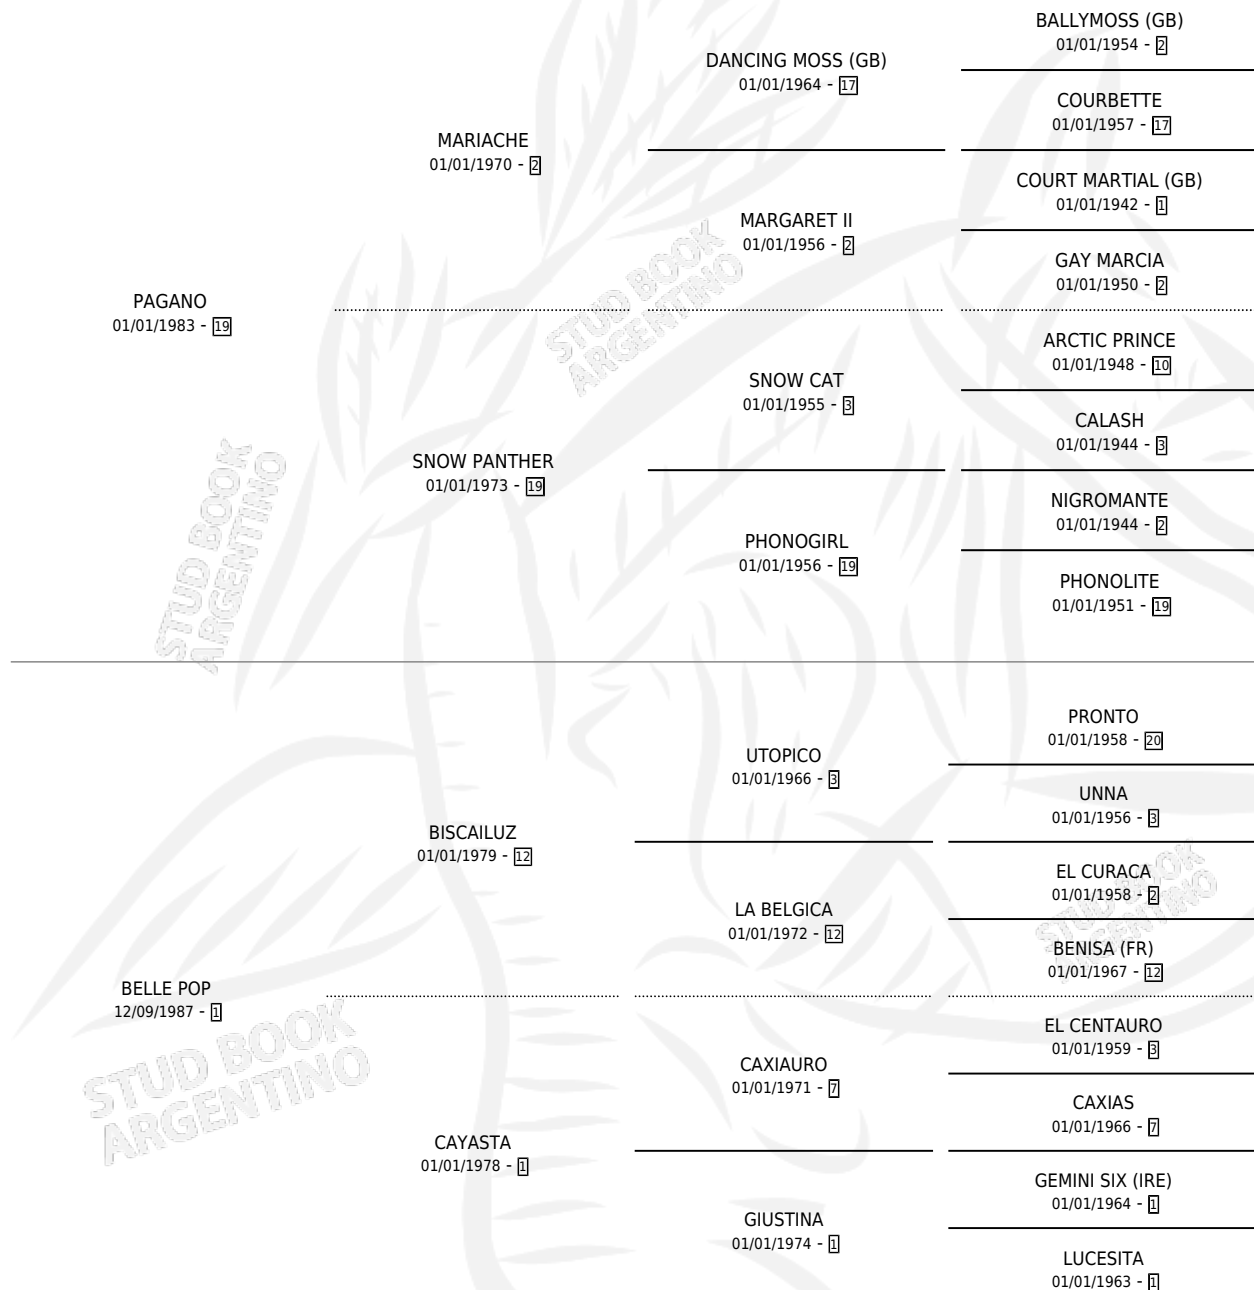 BALLYMOSS (GB)
01/01/1954 - 2
DANCING MOSS (GB)
01/01/1964 - 17
COURBETTE
01/01/1957 - 17
MARIACHE
01/01/1970 - 2
COURT MARTIAL (GB)
01/01/1942 - 1
MARGARET II
01/01/1956 - 2
GAY MARCIA
01/01/1950 - 2
PAGANO
01/01/1983 - 19
STUD BOOK
ARGENTINO
ARCTIC PRINCE
01/01/1948 - 10
SNOW CAT
01/01/1955 - 3
CALASH
01/01/1944 - 3
SNOW PANTHER
01/01/1973 - 19
NIGROMANTE
01/01/1944 - 2
PHONOGIRL
01/01/1956 - 19
PHONOLITE
01/01/1951 - 19
STUD BOOK
ARGENTINO
PRONTO
01/01/1958 - 20
UTOPICO
01/01/1966 - 3
UNNA
01/01/1956 - 3
BISCAILUZ
01/01/1979 - 12
EL CURACA
01/01/1958 - 2
LA BELGICA
01/01/1972 - 12
BENISA (FR)
01/01/1967 - 12
STUD BOOK
ARGENTINO
BELLE POP
12/09/1987 - 1
EL CENTAURO
01/01/1959 - 3
CAXIAURO
01/01/1971 - 7
CAXIAS
01/01/1966 - 7
STUD BOOK
ARGENTINO
CAYASTA
01/01/1978 - 1
GEMINI SIX (IRE)
01/01/1964 - 1
GIUSTINA
01/01/1974 - 1
LUCESITA
01/01/1963 - 1